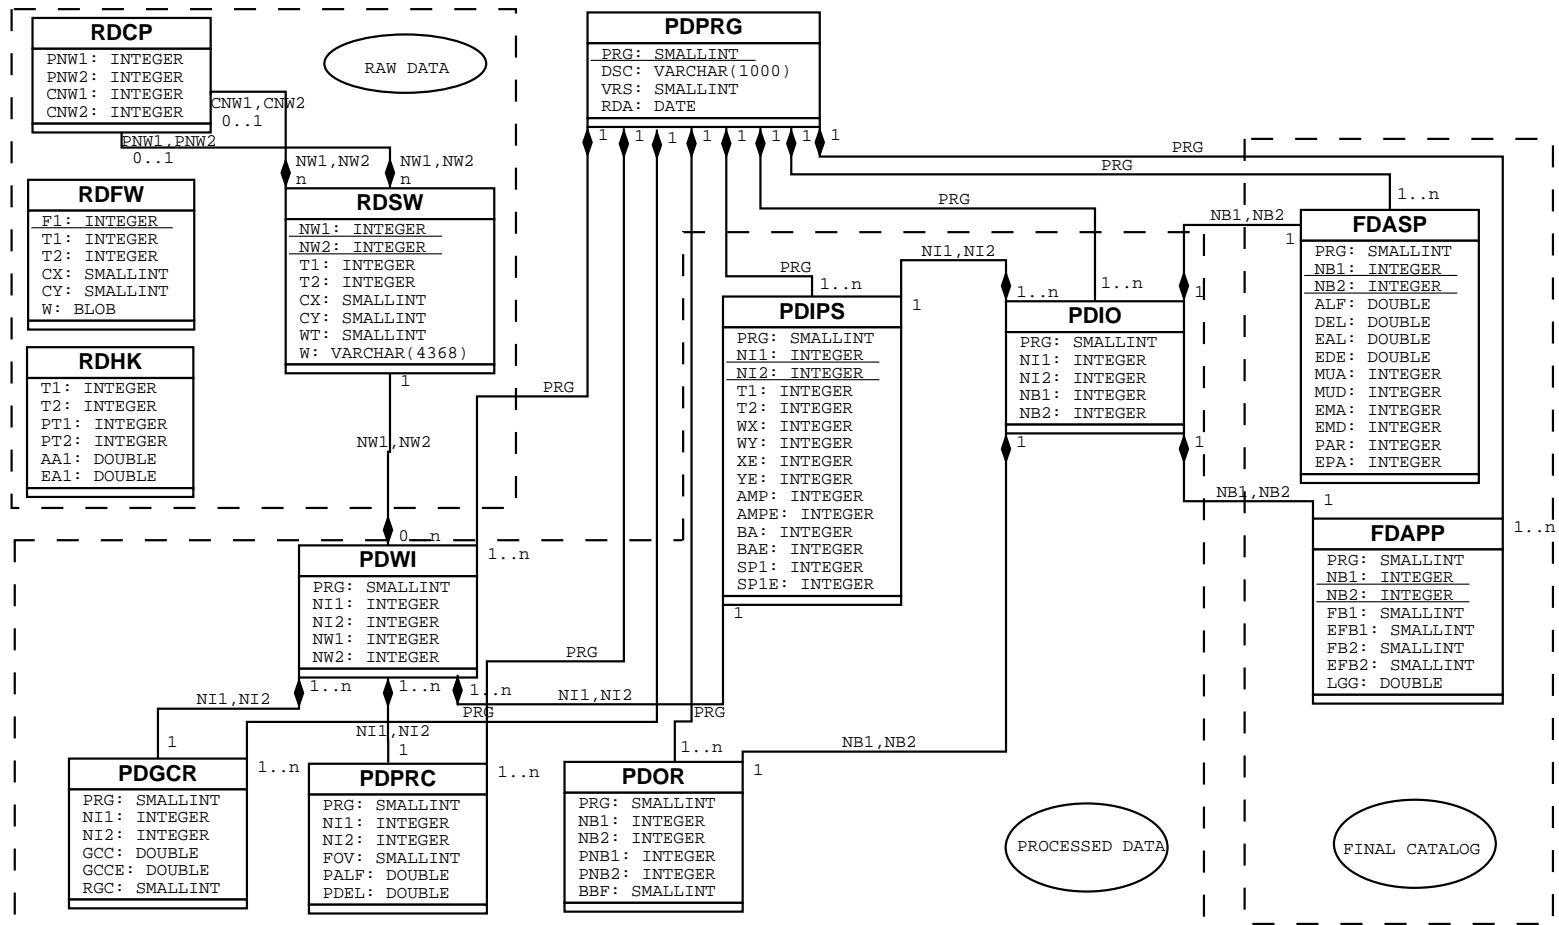 RDCP
PNW1: INTEGER
PNW2: INTEGER
CNW1: INTEGER
CNW2: INTEGER
RAW DATA
CNW1,CNW2
0..1
PNW1,PNW2
0..1
NW1,NW2
n
NW1,NW2
n
RDFW
F1: INTEGER
T1: INTEGER
T2: INTEGER
CX: SMALLINT
CY: SMALLINT
W: BLOB
RDSW
NW1: INTEGER
NW2: INTEGER
T1: INTEGER
T2: INTEGER
CX: SMALLINT
CY: SMALLINT
WT: SMALLINT
W: VARCHAR(4368)
1
RDHK
T1: INTEGER
T2: INTEGER
PT1: INTEGER
PT2: INTEGER
AA1: DOUBLE
EA1: DOUBLE
NW1,NW2
0..n
PDPRG
PRG: SMALLINT
DSC: VARCHAR(1000)
VRS: SMALLINT
RDA: DATE
1
1
1
1
1
1
1
1
PRG
PRG
PRG
PRG
PRG
1..n
1..n
1..n
1..n
1..n
NI1,NI2
1
1..n
NB1,NB2
1
1
PDIPS
PRG: SMALLINT
NI1: INTEGER
NI2: INTEGER
T1: INTEGER
T2: INTEGER
WX: INTEGER
WY: INTEGER
XE: INTEGER
YE: INTEGER
AMP: INTEGER
AMPE: INTEGER
BA: INTEGER
BAE: INTEGER
SP1: INTEGER
SP1E: INTEGER
1
PDIO
PRG: SMALLINT
NI1: INTEGER
NI2: INTEGER
NB1: INTEGER
NB2: INTEGER
1
1
FDASP
PRG: SMALLINT
NB1: INTEGER
NB2: INTEGER
ALF: DOUBLE
DEL: DOUBLE
EAL: DOUBLE
EDE: DOUBLE
MUA: INTEGER
MUD: INTEGER
EMA: INTEGER
EMD: INTEGER
PAR: INTEGER
EPA: INTEGER
NB1,NB2
1
FDAPP
PRG: SMALLINT
NB1: INTEGER
NB2: INTEGER
FB1: SMALLINT
EFB1: SMALLINT
FB2: SMALLINT
EFB2: SMALLINT
LGG: DOUBLE
PDWI
PRG: SMALLINT
NI1: INTEGER
NI2: INTEGER
NW1: INTEGER
NW2: INTEGER
1..n
1..n
1..n
NI1,NI2
NI1,NI2
NI1,NI2
PRG
PRG
PRG
1
1
1..n
1..n
1..n
NB1,NB2
1
PDGCR
PRG: SMALLINT
NI1: INTEGER
NI2: INTEGER
GCC: DOUBLE
GCCE: DOUBLE
RGC: SMALLINT
PDPRC
PRG: SMALLINT
NI1: INTEGER
NI2: INTEGER
FOV: SMALLINT
PALF: DOUBLE
PDEL: DOUBLE
PDOR
PRG: SMALLINT
NB1: INTEGER
NB2: INTEGER
PNB1: INTEGER
PNB2: INTEGER
BBF: SMALLINT
PROCESSED DATA
FINAL CATALOG